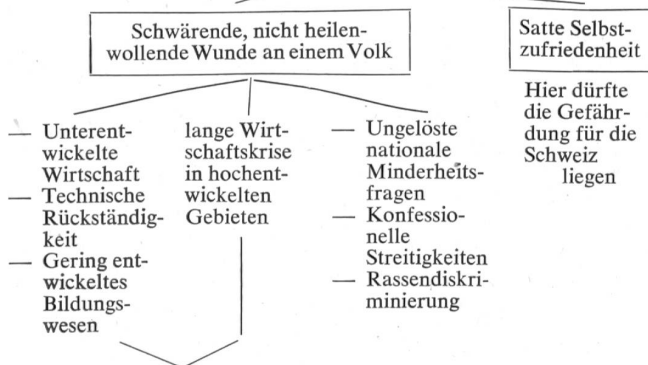 Schwärende, nicht heilen-
wollende Wunde an einem Volk
Satte Selbst-
zufriedenheit
Hier dürfte
die Gefähr-
dung für die
Schweiz
liegen
— Unterent-
wickelte
Wirtschaft
— Technische
Rückständig-
keit
— Gering ent-
wickeltes
Bildungs-
wesen
lange Wirt-
schaftskrise
in hochent-
wickelten
Gebieten
— Ungelöste
nationale
Minderheits-
fragen
— Konfessio-
nelle
Streitigkeiten
— Rassendiskri-
minierung